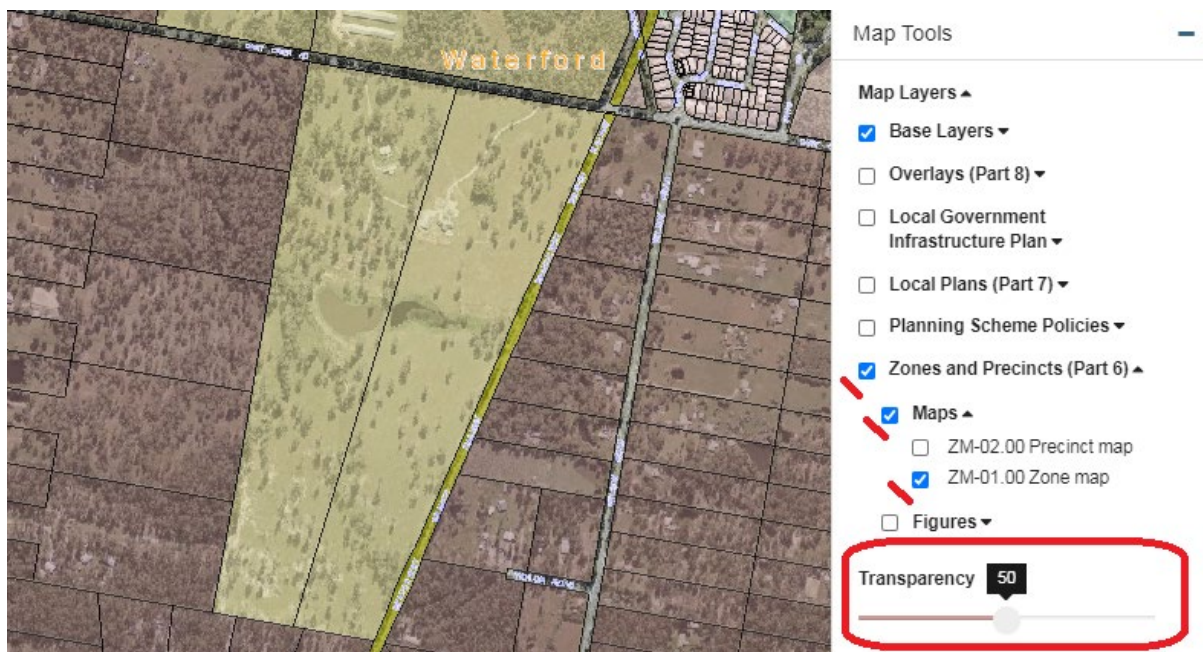 Waterford
Map Tools
Map Layers
Base Layers
Overlays (Part 8)
Local Government
Infrastructure Plan
Local Plans (Part 7)
Planning Scheme Policies
Zones and Precincts (Part 6)
Maps
ZM-02.00 Precinct map
ZM-01.00 Zone map
Figures
Transparency 50